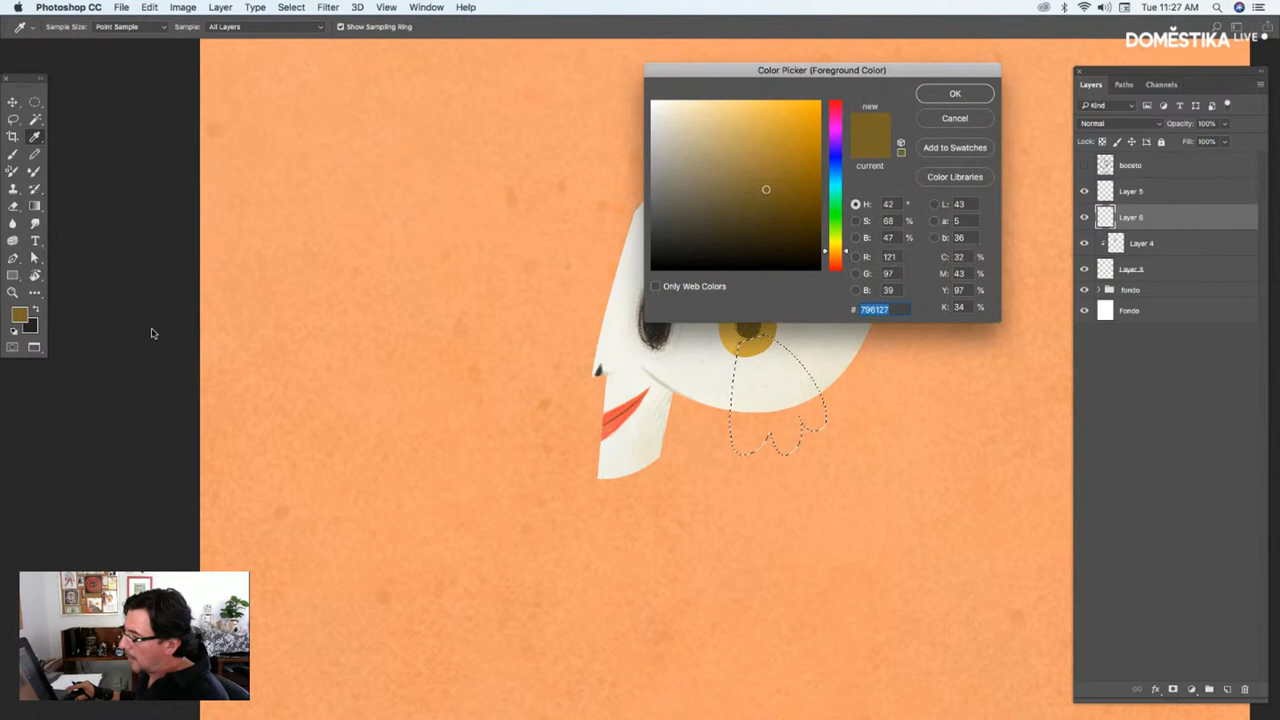 Photoshop CC File Edit Image Layer Type Select Filter 3D View Window Help Tue 11:27 AM
Sample Size: Point Sample Sample: All Layers Show Sampling Ring
DOMESTIKA LIVE
Color Picker (Foreground Color)
new
current
OK
Cancel
Add to Swatches
Color Libraries
H: 42 ° L: 43
S: 68 % a: 5
B: 47 % b: 36
R: 121 C: 32 %
G: 97 M: 43 %
B: 39 Y: 97 %
# 796127 K: 34 %
Only Web Colors
Layers Paths Channels
Kind
Normal Opacity: 100%
Lock: Fill: 100%
boceto
Layer 5
Layer 6
Layer 4
Layer 3
fondo
Fondo